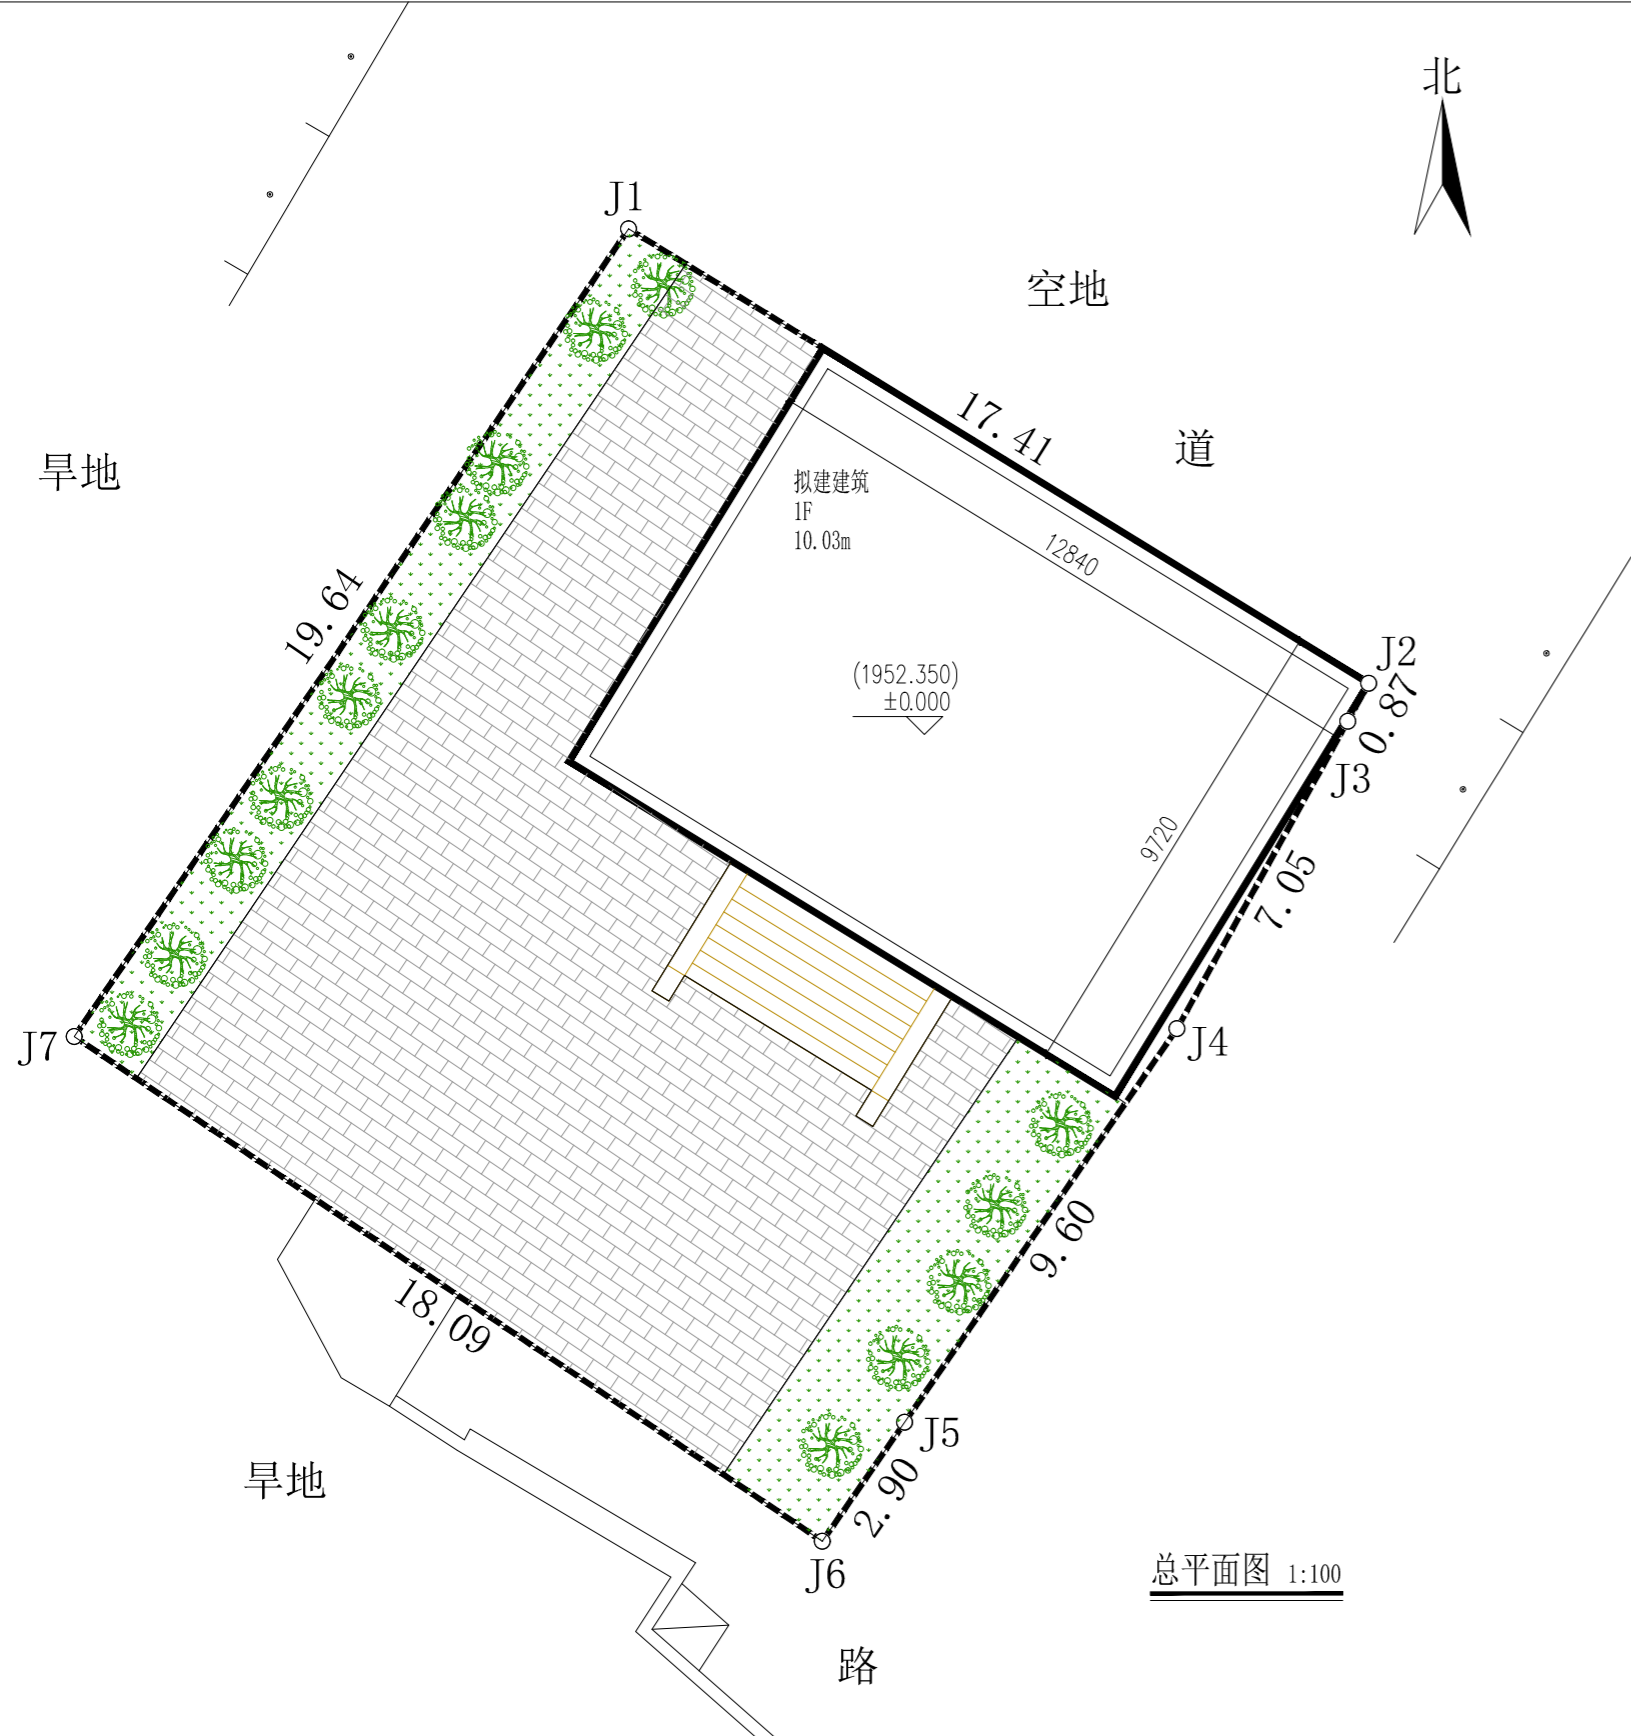 北
J1
空地
17.41
道
旱地
拟建建筑
1F
10.03m
12840
19.64
J2
(1952.350)
±0.000
0.87
J3
9720
7.05
J7
J4
9.60
18.09
J5
旱地
2.90
J6
总平面图 1:100
路